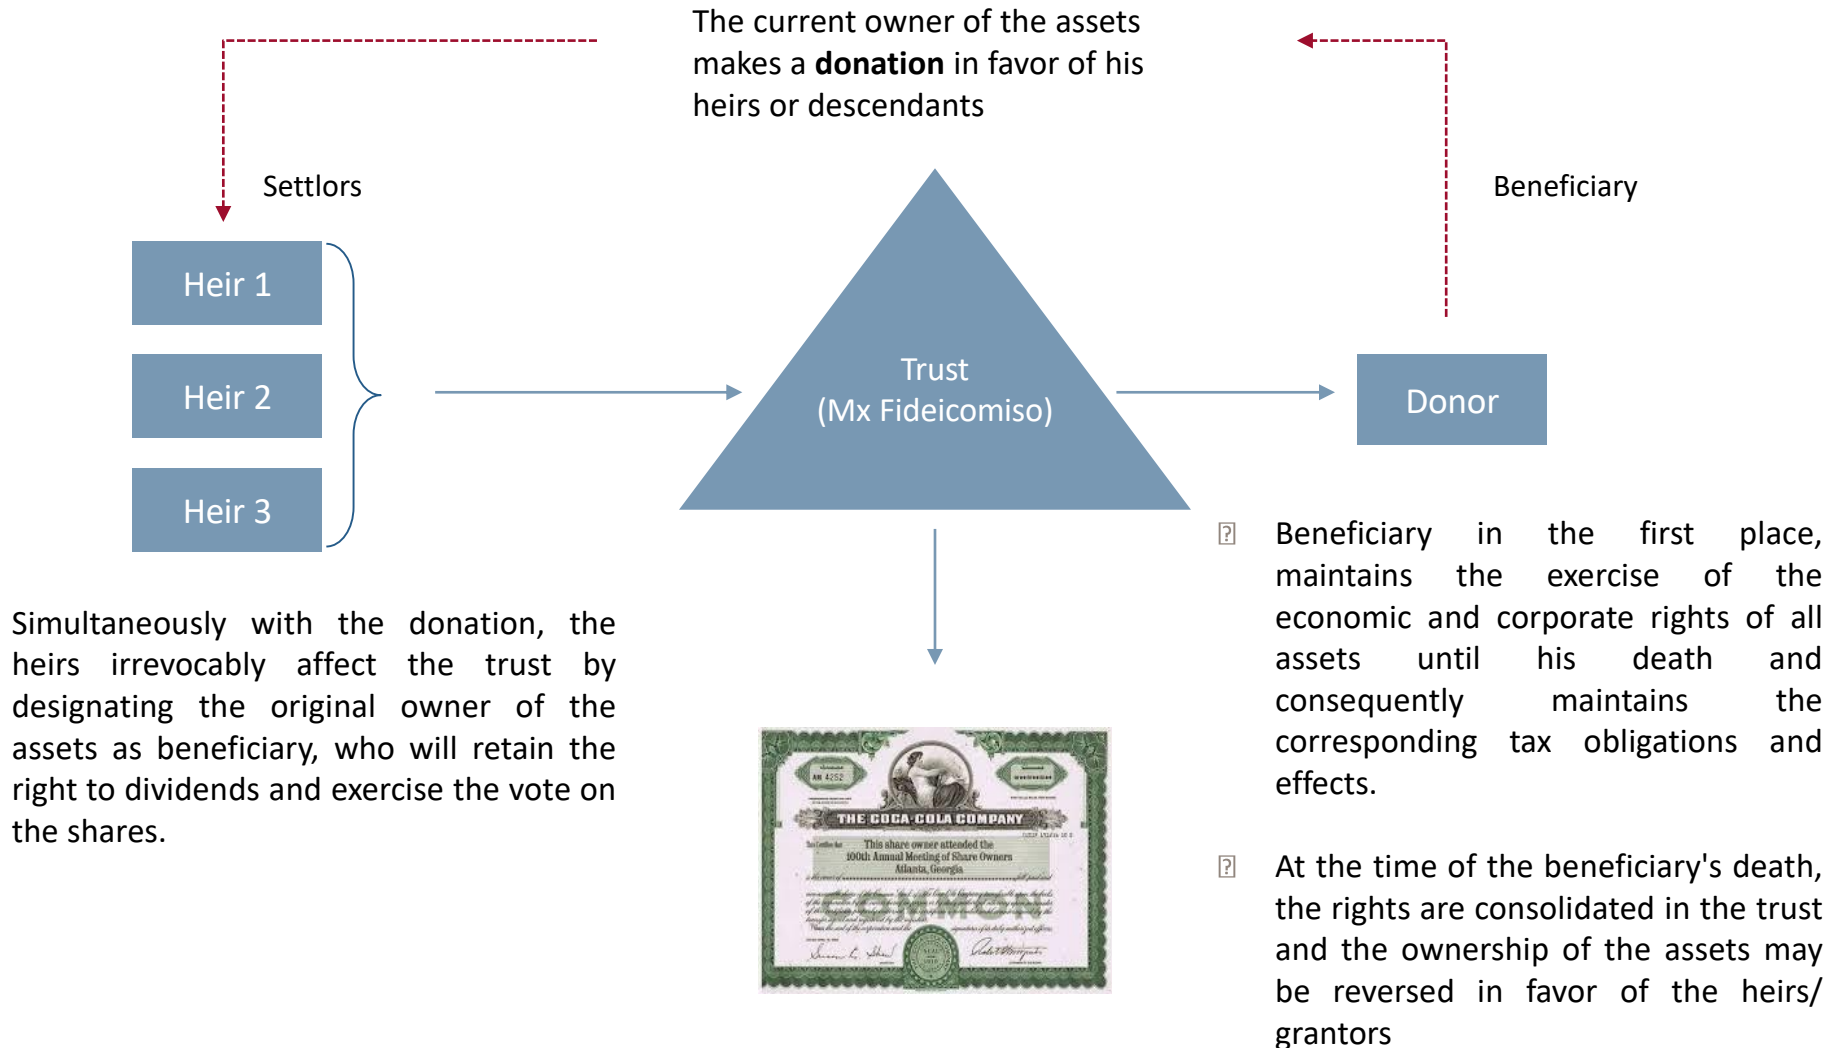 The current owner of the assets
makes a donation in favor of his
heirs or descendants
Settlors
Beneficiary
Heir 1
Heir 2
Heir 3
Trust
(Mx Fideicomiso)
Donor
Simultaneously with the donation, the
heirs irrevocably affect the trust by
designating the original owner of the
assets as beneficiary, who will retain the
right to dividends and exercise the vote on
the shares.
Beneficiary in the first place,
maintains the exercise of the
economic and corporate rights of all
assets until his death and
consequently maintains the
corresponding tax obligations and
effects.
At the time of the beneficiary's death,
the rights are consolidated in the trust
and the ownership of the assets may
be reversed in favor of the heirs/
grantors
THE COCA-COLA COMPANY
This share owner attended the
100th Annual Meeting of Share Owners
Atlanta, Georgia
COMMON